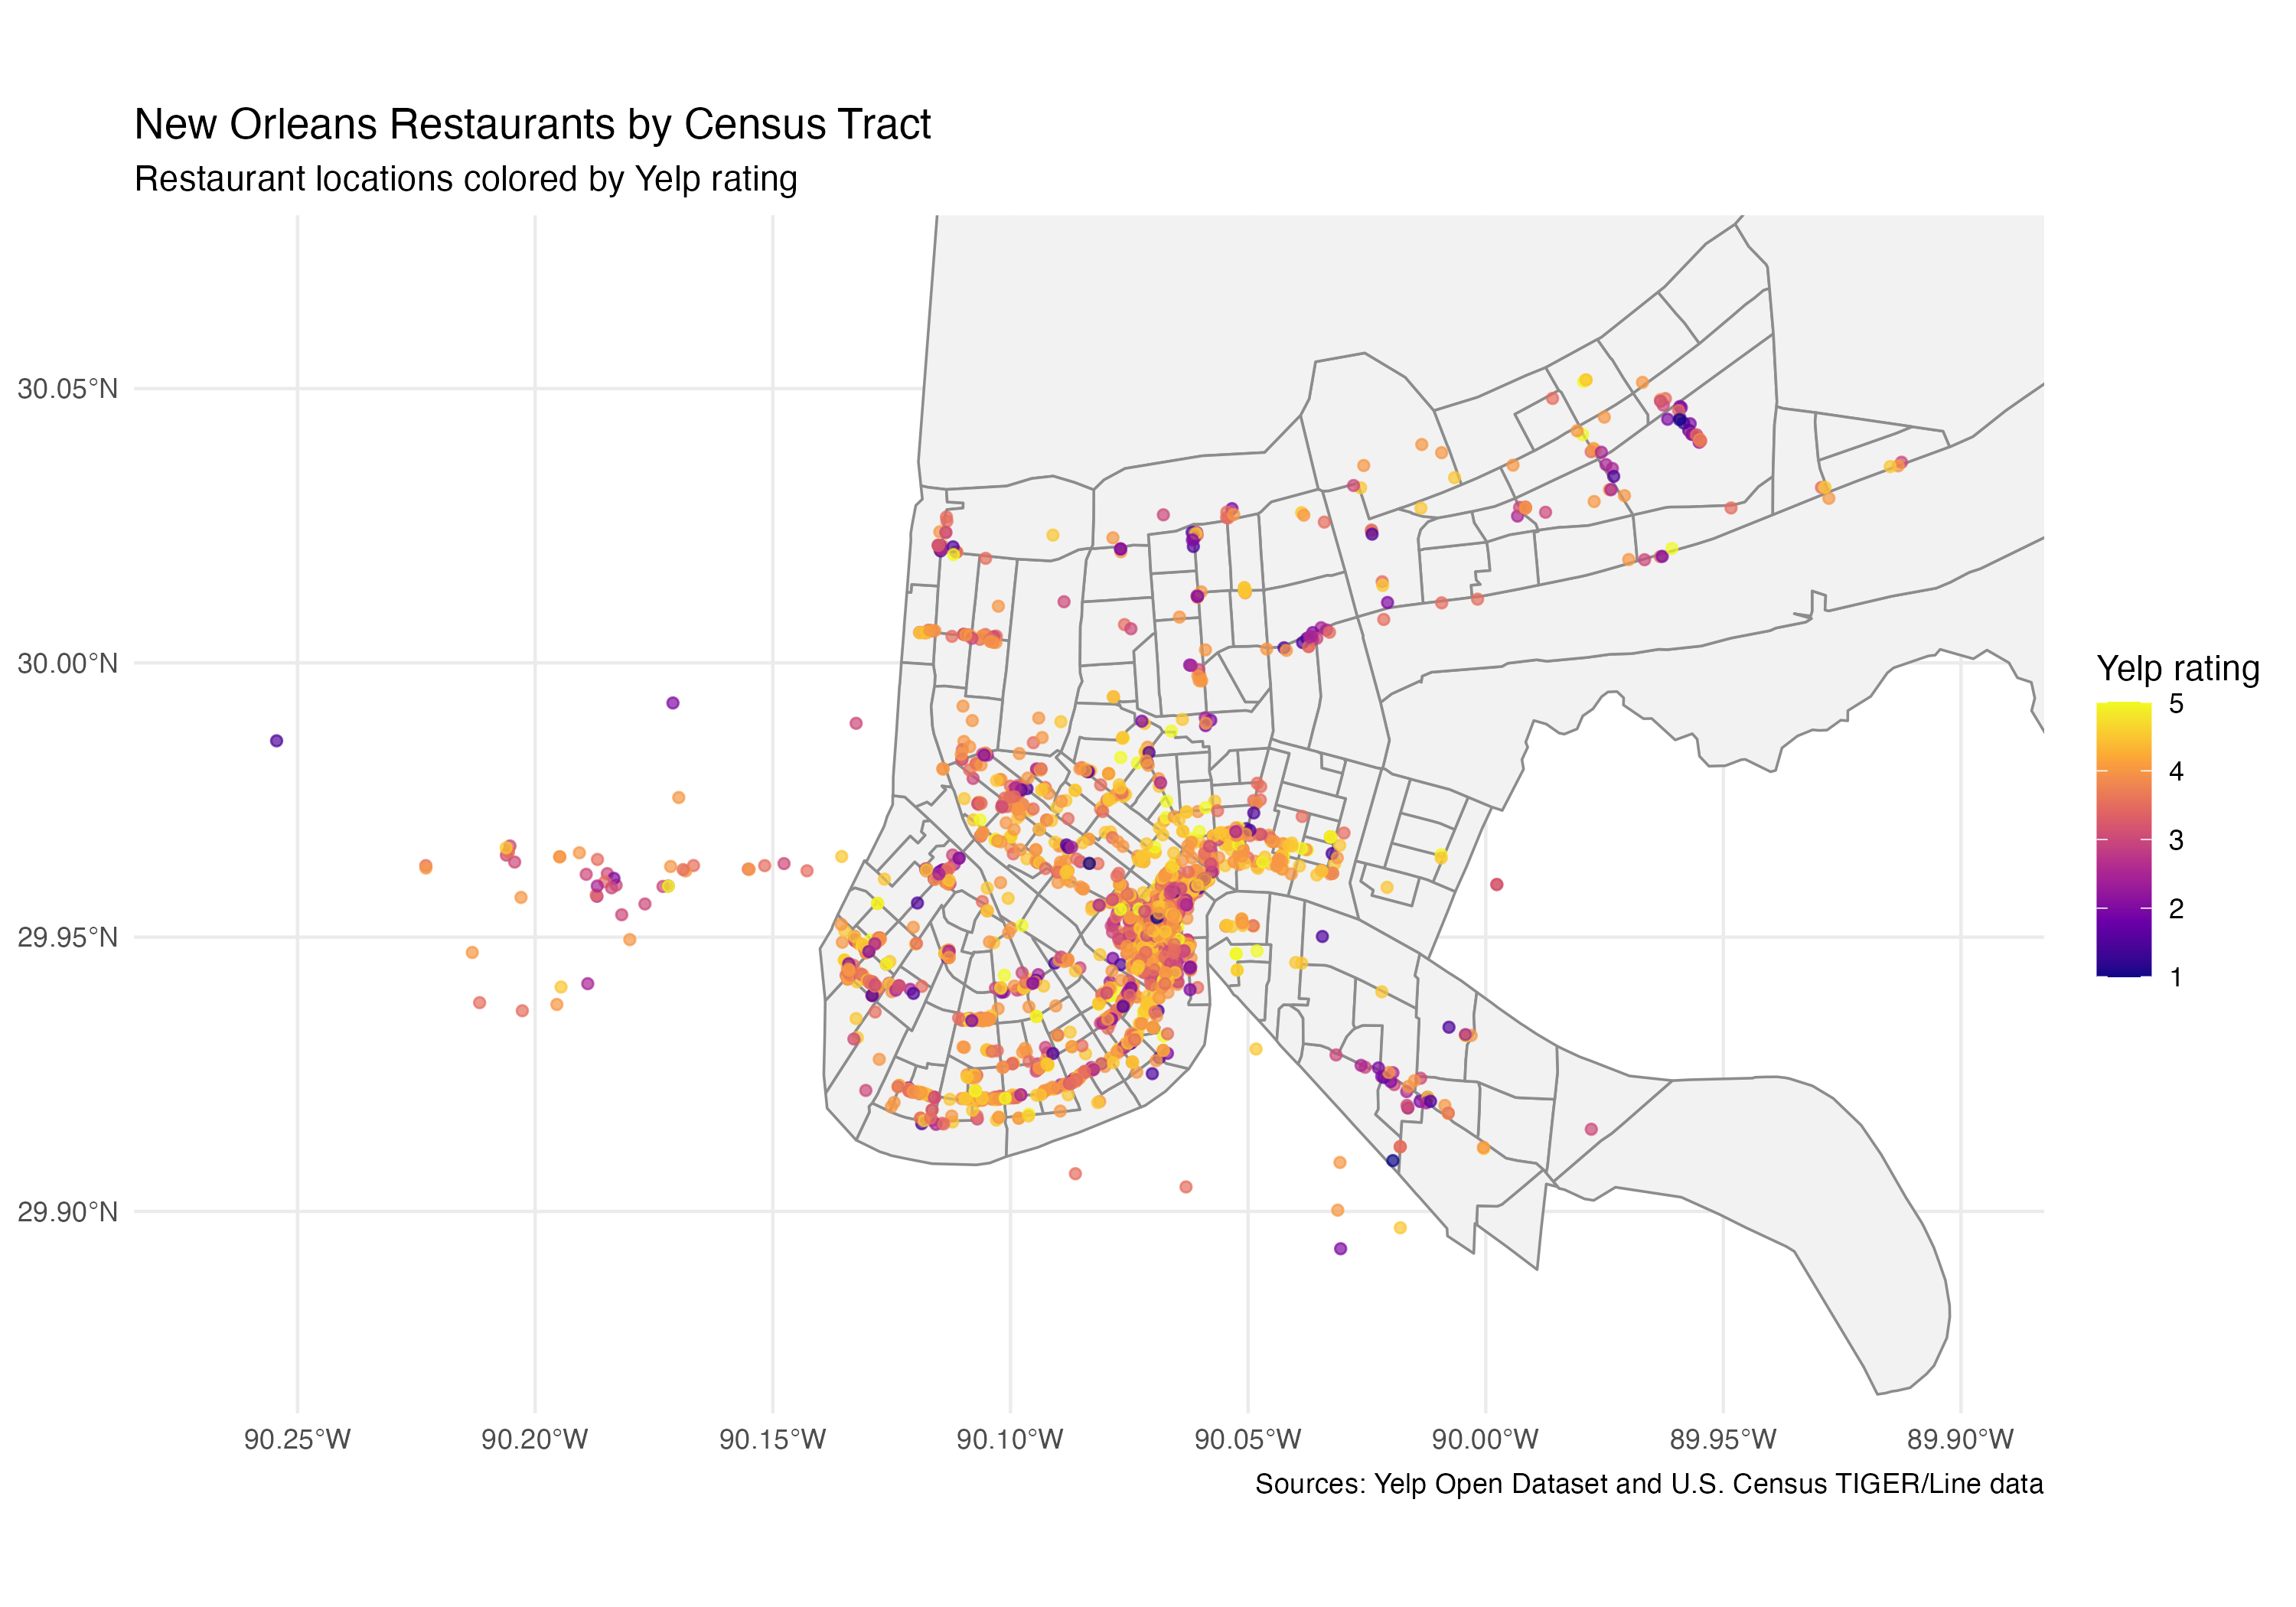 New Orleans Restaurants by Census Tract
Restaurant locations colored by Yelp rating
30.05°N
30.00°N
29.95°N
29.90°N
90.25°W
90.20°W
90.15°W
90.10°W
90.05°W
90.00°W
89.95°W
89.90°W
Yelp rating
5
4
3
2
1
Sources: Yelp Open Dataset and U.S. Census TIGER/Line data